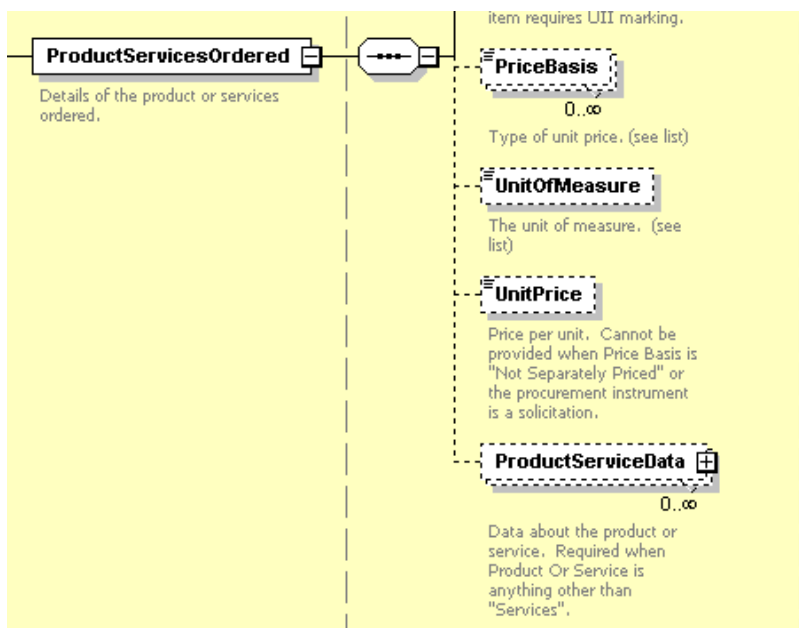 item requires UII marking.
ProductServicesOrdered
Details of the product or services
ordered.
PriceBasis
0..∞
Type of unit price. (see list)
UnitOfMeasure
The unit of measure.  (see
list)
UnitPrice
Price per unit.  Cannot be
provided when Price Basis is
"Not Separately Priced" or
the procurement instrument
is a solicitation.
ProductServiceData
0..∞
Data about the product or
service.  Required when
Product Or Service is
anything other than
"Services".